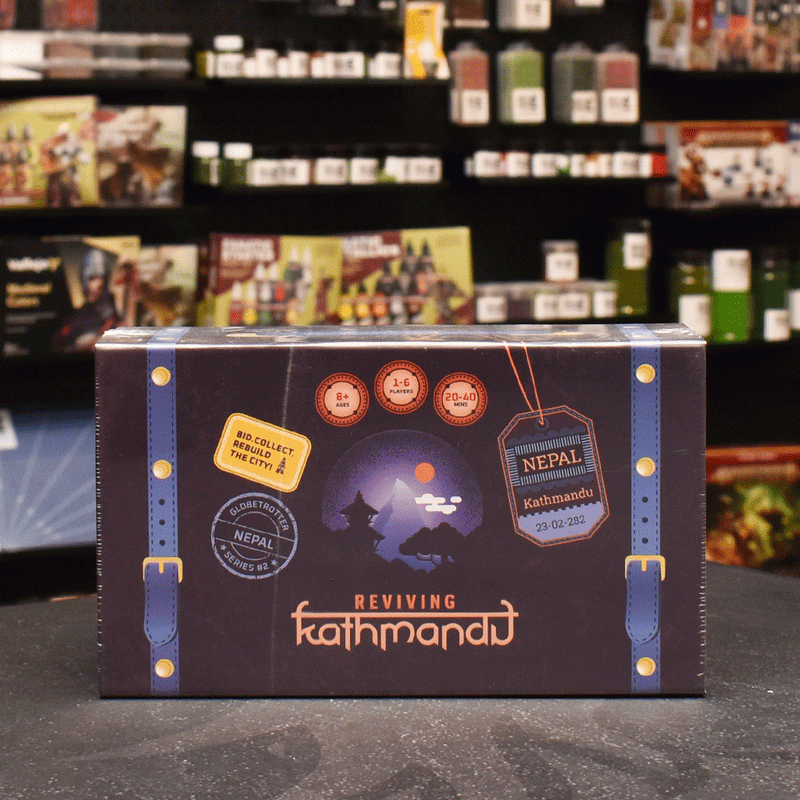 8+
AGES
1-6
PLAYERS
20-40
MINS
BID. COLLECT.
REBUILD
THE CITY!
GLOBETROTTER
NEPAL
SERIES #2
NEPAL
Kathmandu
23-02-282
REVIVING
kathmandu
Vallejo